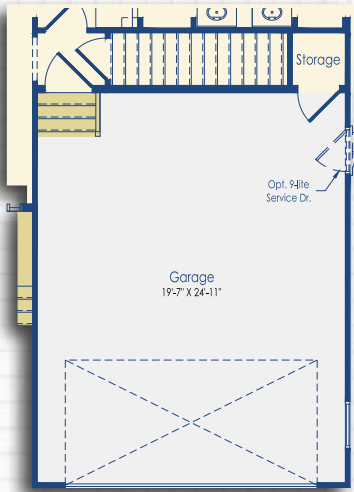 Storage
Opt. 9-lite
Service Dr.
Garage
19'-7" X 24'-11"